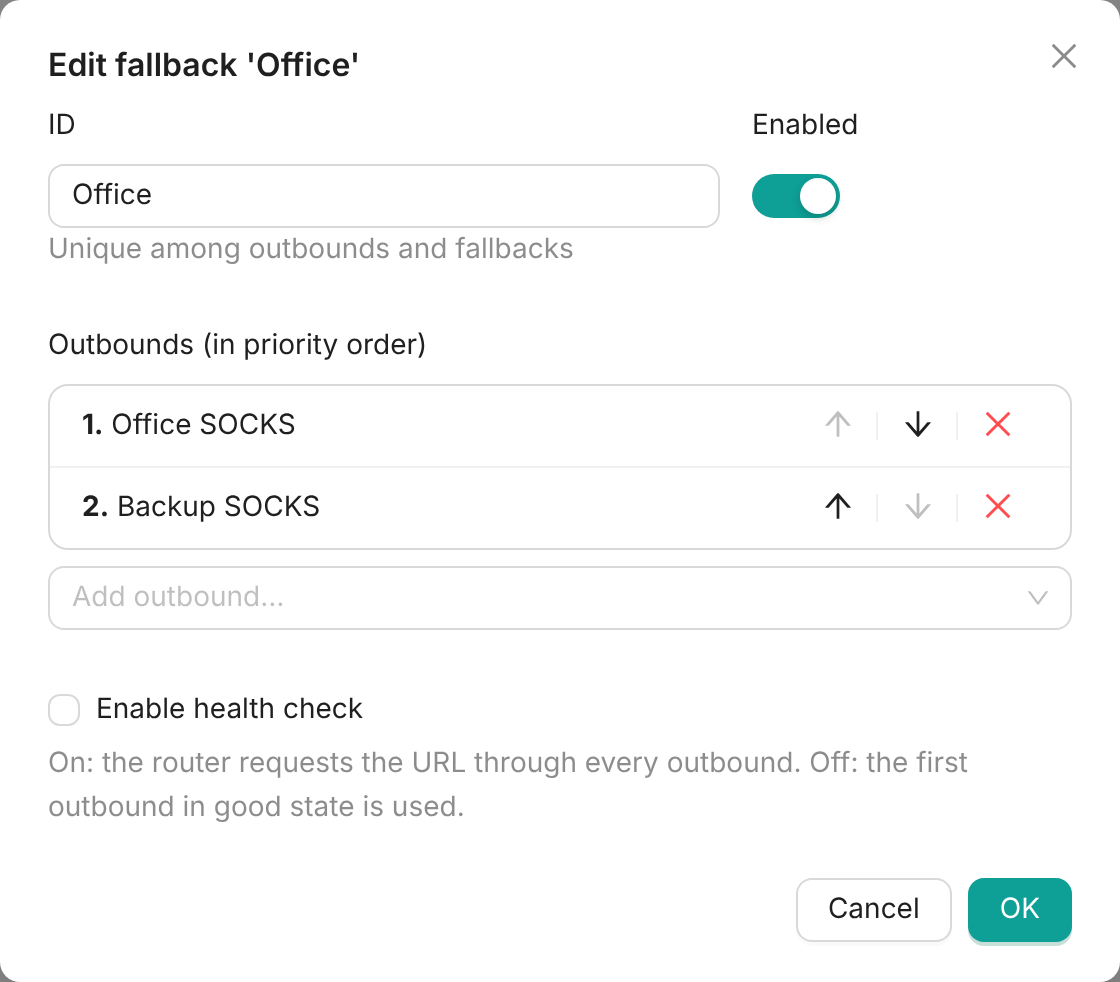 Edit fallback 'Office'
ID
Enabled
Office
Unique among outbounds and fallbacks
Outbounds (in priority order)
1. Office SOCKS
2. Backup SOCKS
Add outbound...
Enable health check
On: the router requests the URL through every outbound. Off: the first
outbound in good state is used.
Cancel
OK